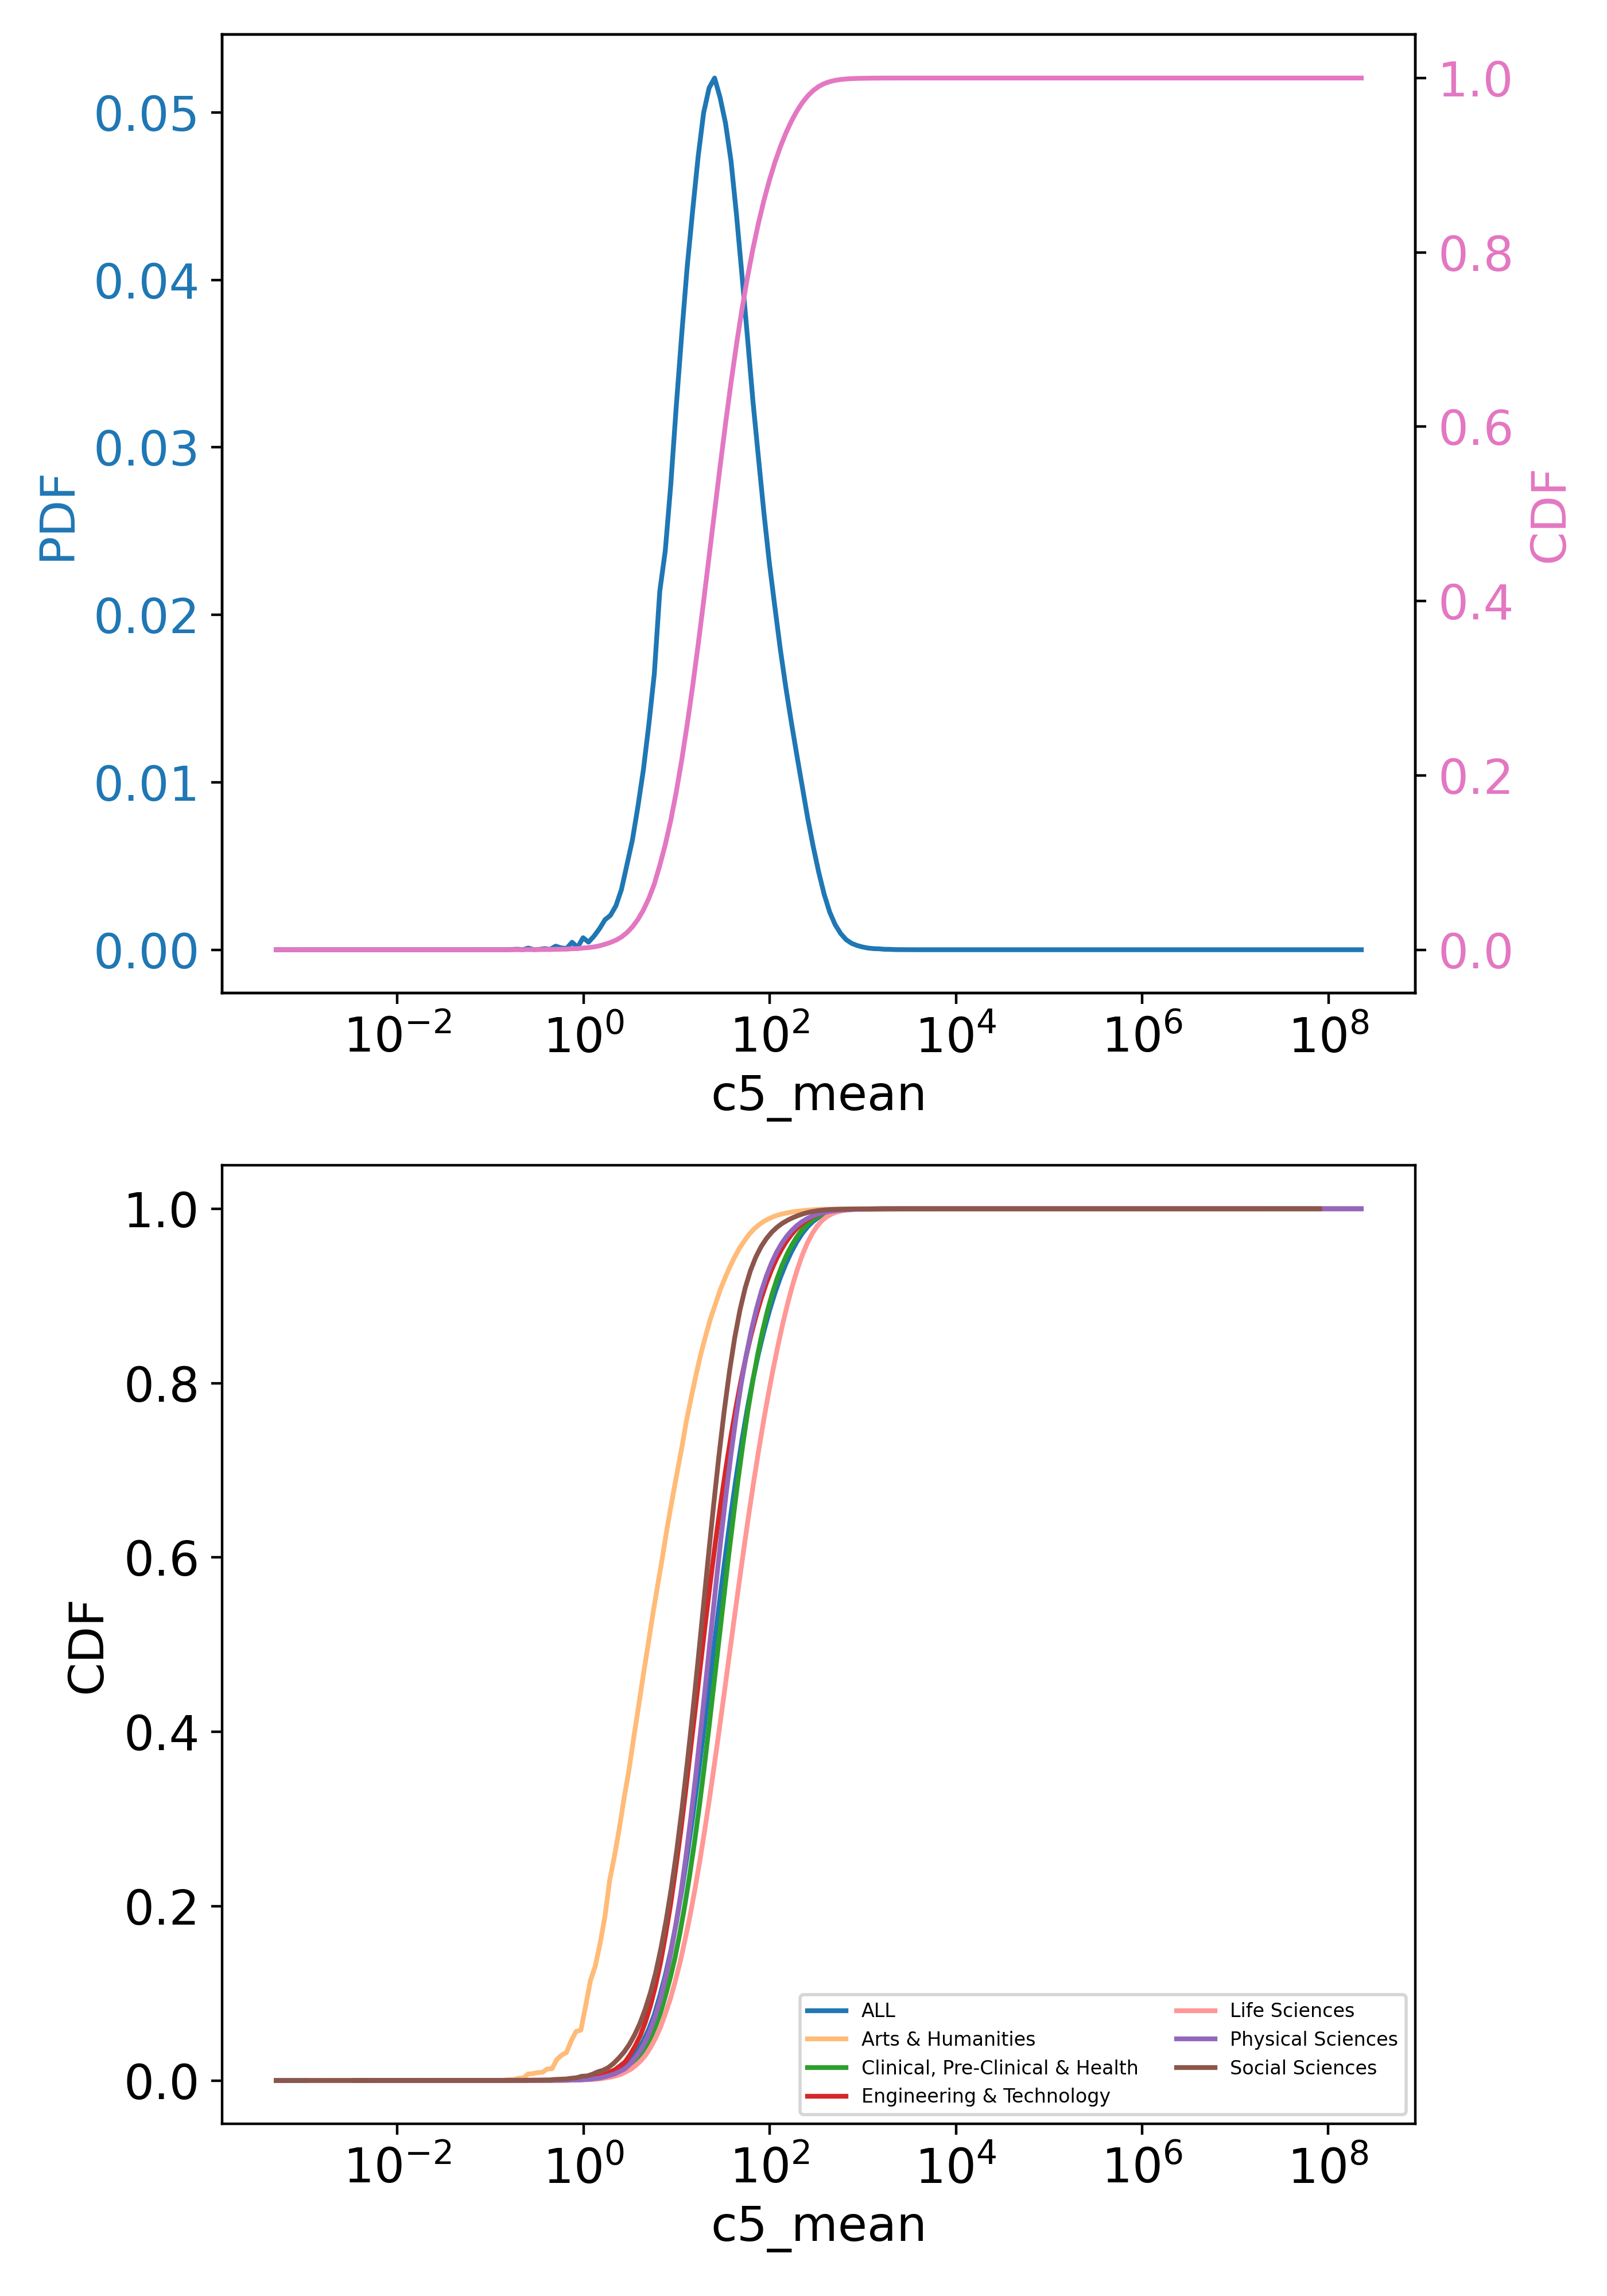 0.05
0.04
0.03
0.02
0.01
0.00
PDF
1.0
0.8
0.6
0.4
0.2
0.0
CDF
10⁻² 10⁰ 10² 10⁴ 10⁶ 10⁸
c5_mean
1.0
0.8
0.6
0.4
0.2
0.0
CDF
ALL
Arts & Humanities
Clinical, Pre-Clinical & Health
Engineering & Technology
Life Sciences
Physical Sciences
Social Sciences
10⁻² 10⁰ 10² 10⁴ 10⁶ 10⁸
c5_mean